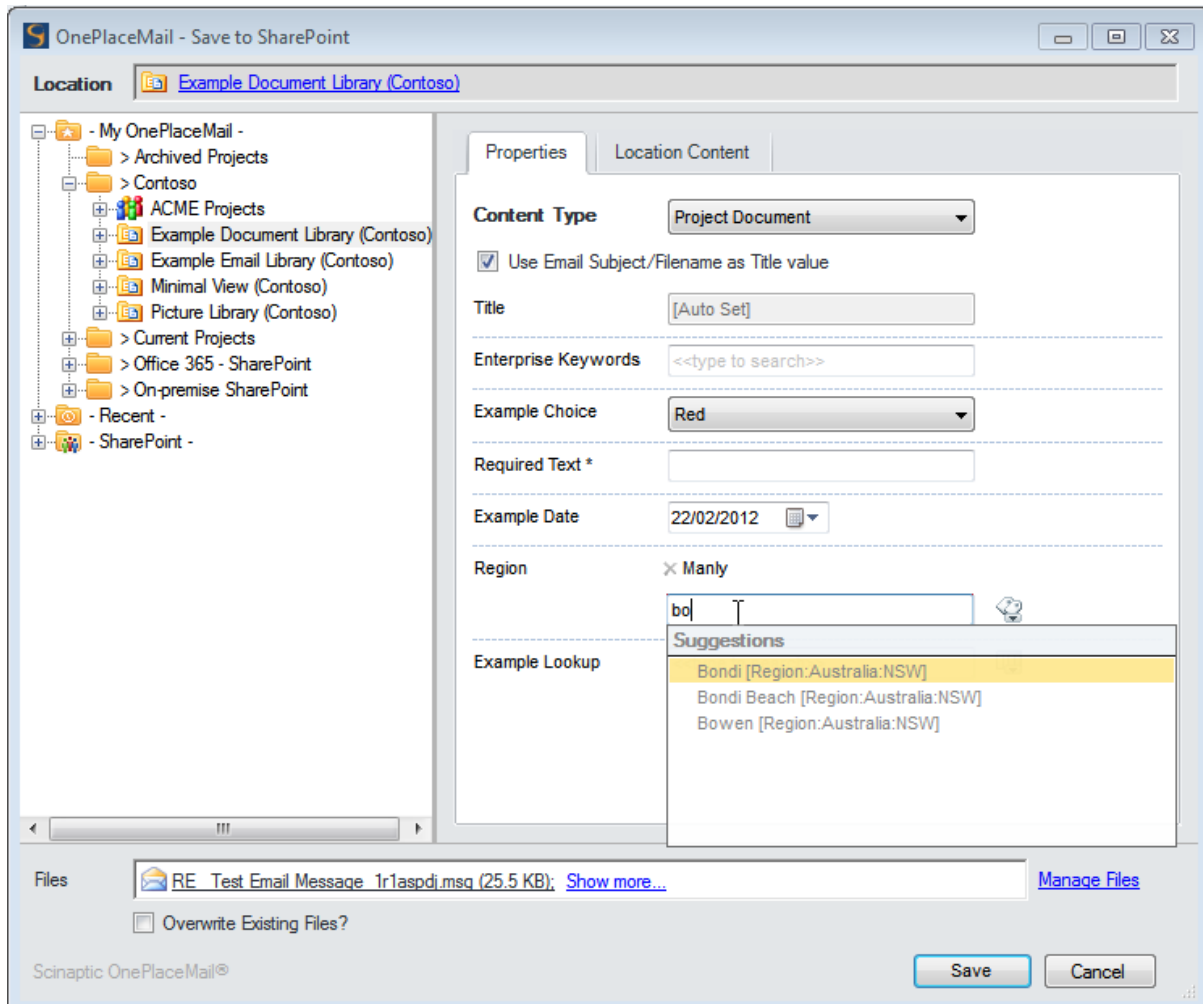 OnePlaceMail - Save to SharePoint
Location Example Document Library (Contoso)
- My OnePlaceMail -
> Archived Projects
> Contoso
ACME Projects
Example Document Library (Contoso)
Example Email Library (Contoso)
Minimal View (Contoso)
Picture Library (Contoso)
> Current Projects
> Office 365 - SharePoint
> On-premise SharePoint
- Recent -
- SharePoint -
Properties Location Content
Content Type Project Document
Use Email Subject/Filename as Title value
Title [Auto Set]
Enterprise Keywords <<type to search>>
Example Choice Red
Required Text *
Example Date 22/02/2012
Region Manly
bo
Suggestions
Example Lookup
Bondi [Region:Australia:NSW]
Bondi Beach [Region:Australia:NSW]
Bowen [Region:Australia:NSW]
Files RE_ Test Email Message_1r1aspdj.msg (25.5 KB); Show more... Manage Files
Overwrite Existing Files?
Scinaptic OnePlaceMail® Save Cancel